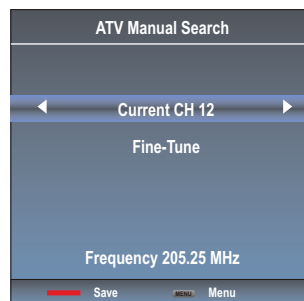 ATV Manual Search
Current CH 12
Fine-Tune
Frequency 205.25 MHz
Save MENU Menu